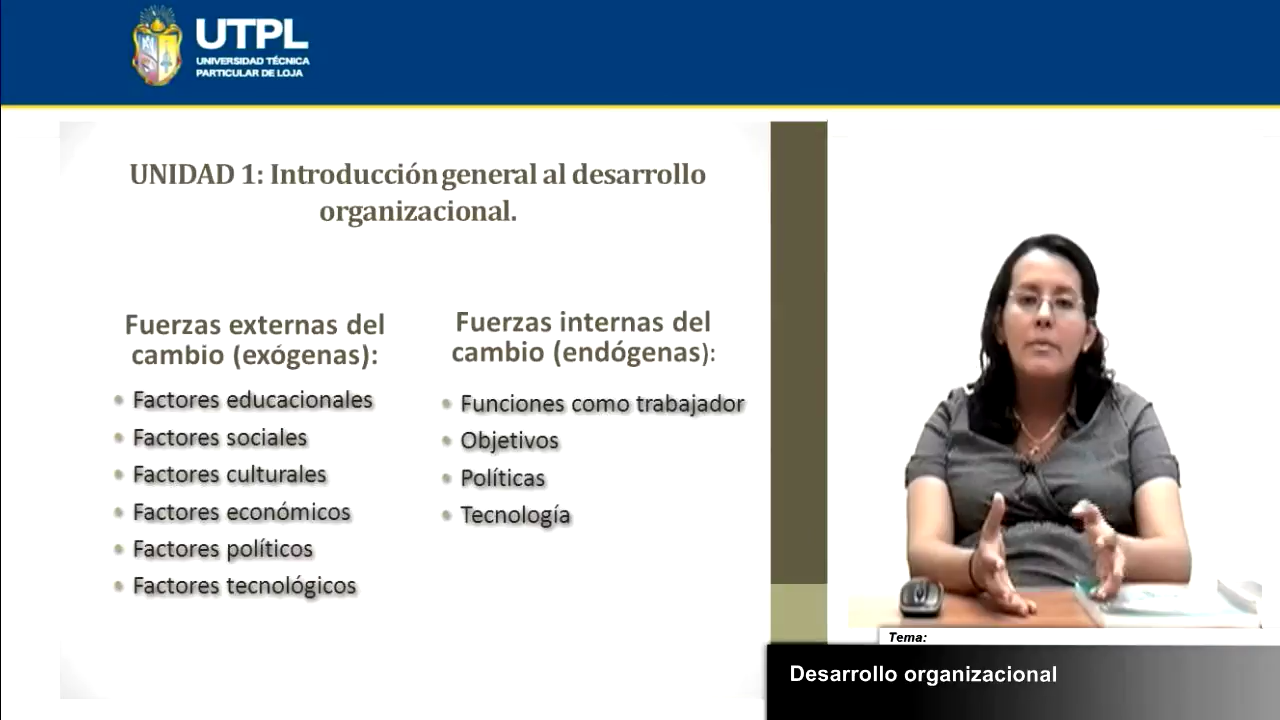 UTPL
UNIVERSIDAD TÉCNICA
PARTICULAR DE LOJA
UNIDAD 1: Introducción general al desarrollo
organizacional.
Fuerzas externas del
cambio (exógenas):
Factores educacionales
Factores sociales
Factores culturales
Factores económicos
Factores políticos
Factores tecnológicos
Fuerzas internas del
cambio (endógenas):
Funciones como trabajador
Objetivos
Políticas
Tecnología
Tema:
Desarrollo organizacional